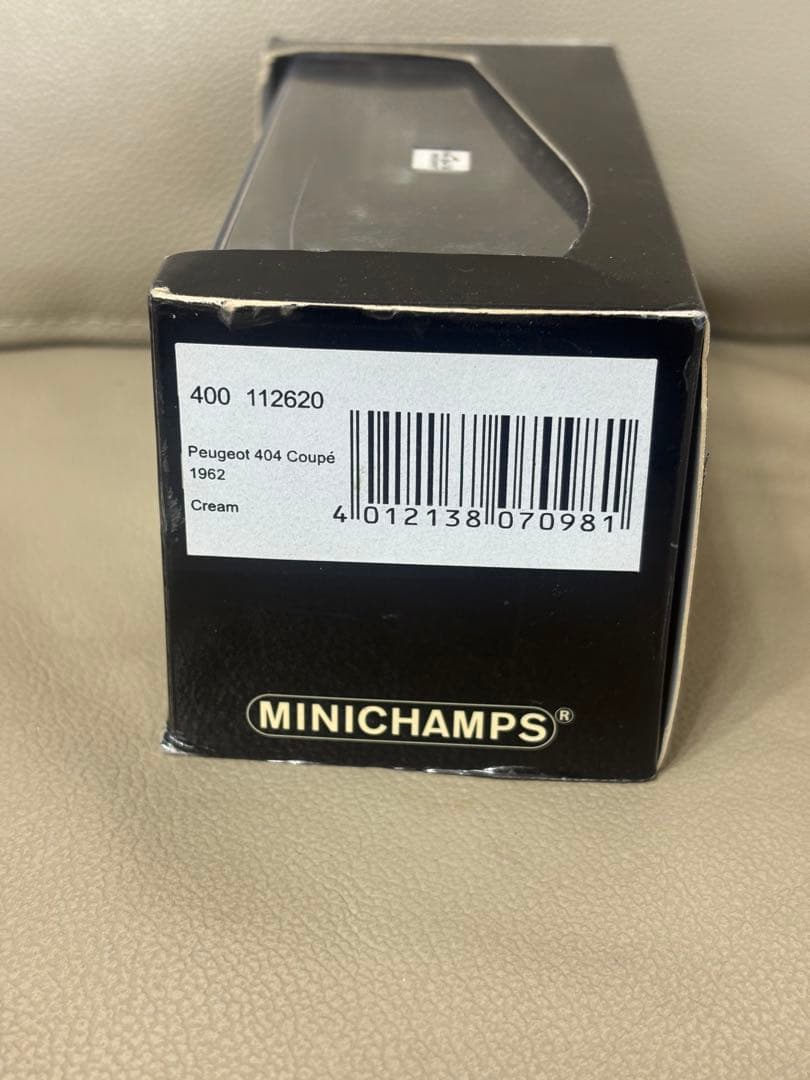 400 112620
Peugeot 404 Coupé
1962
Cream
4 012138 070981
MINICHAMPS®